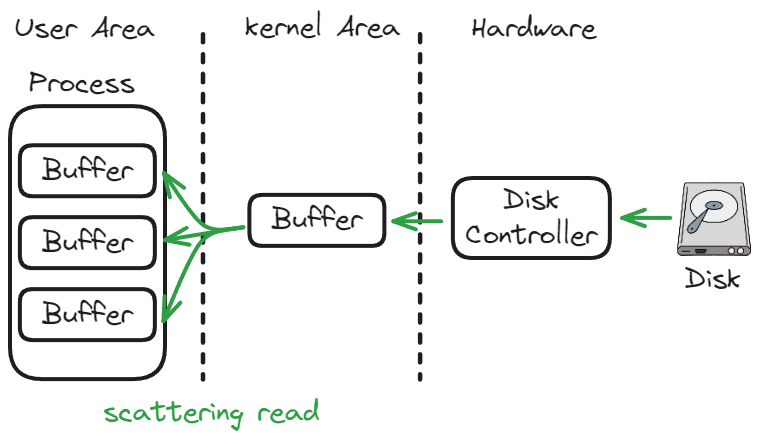 User Area
kernel Area
Hardware
Process
Buffer
Buffer
Buffer
Buffer
Disk
Controller
Disk
scattering read